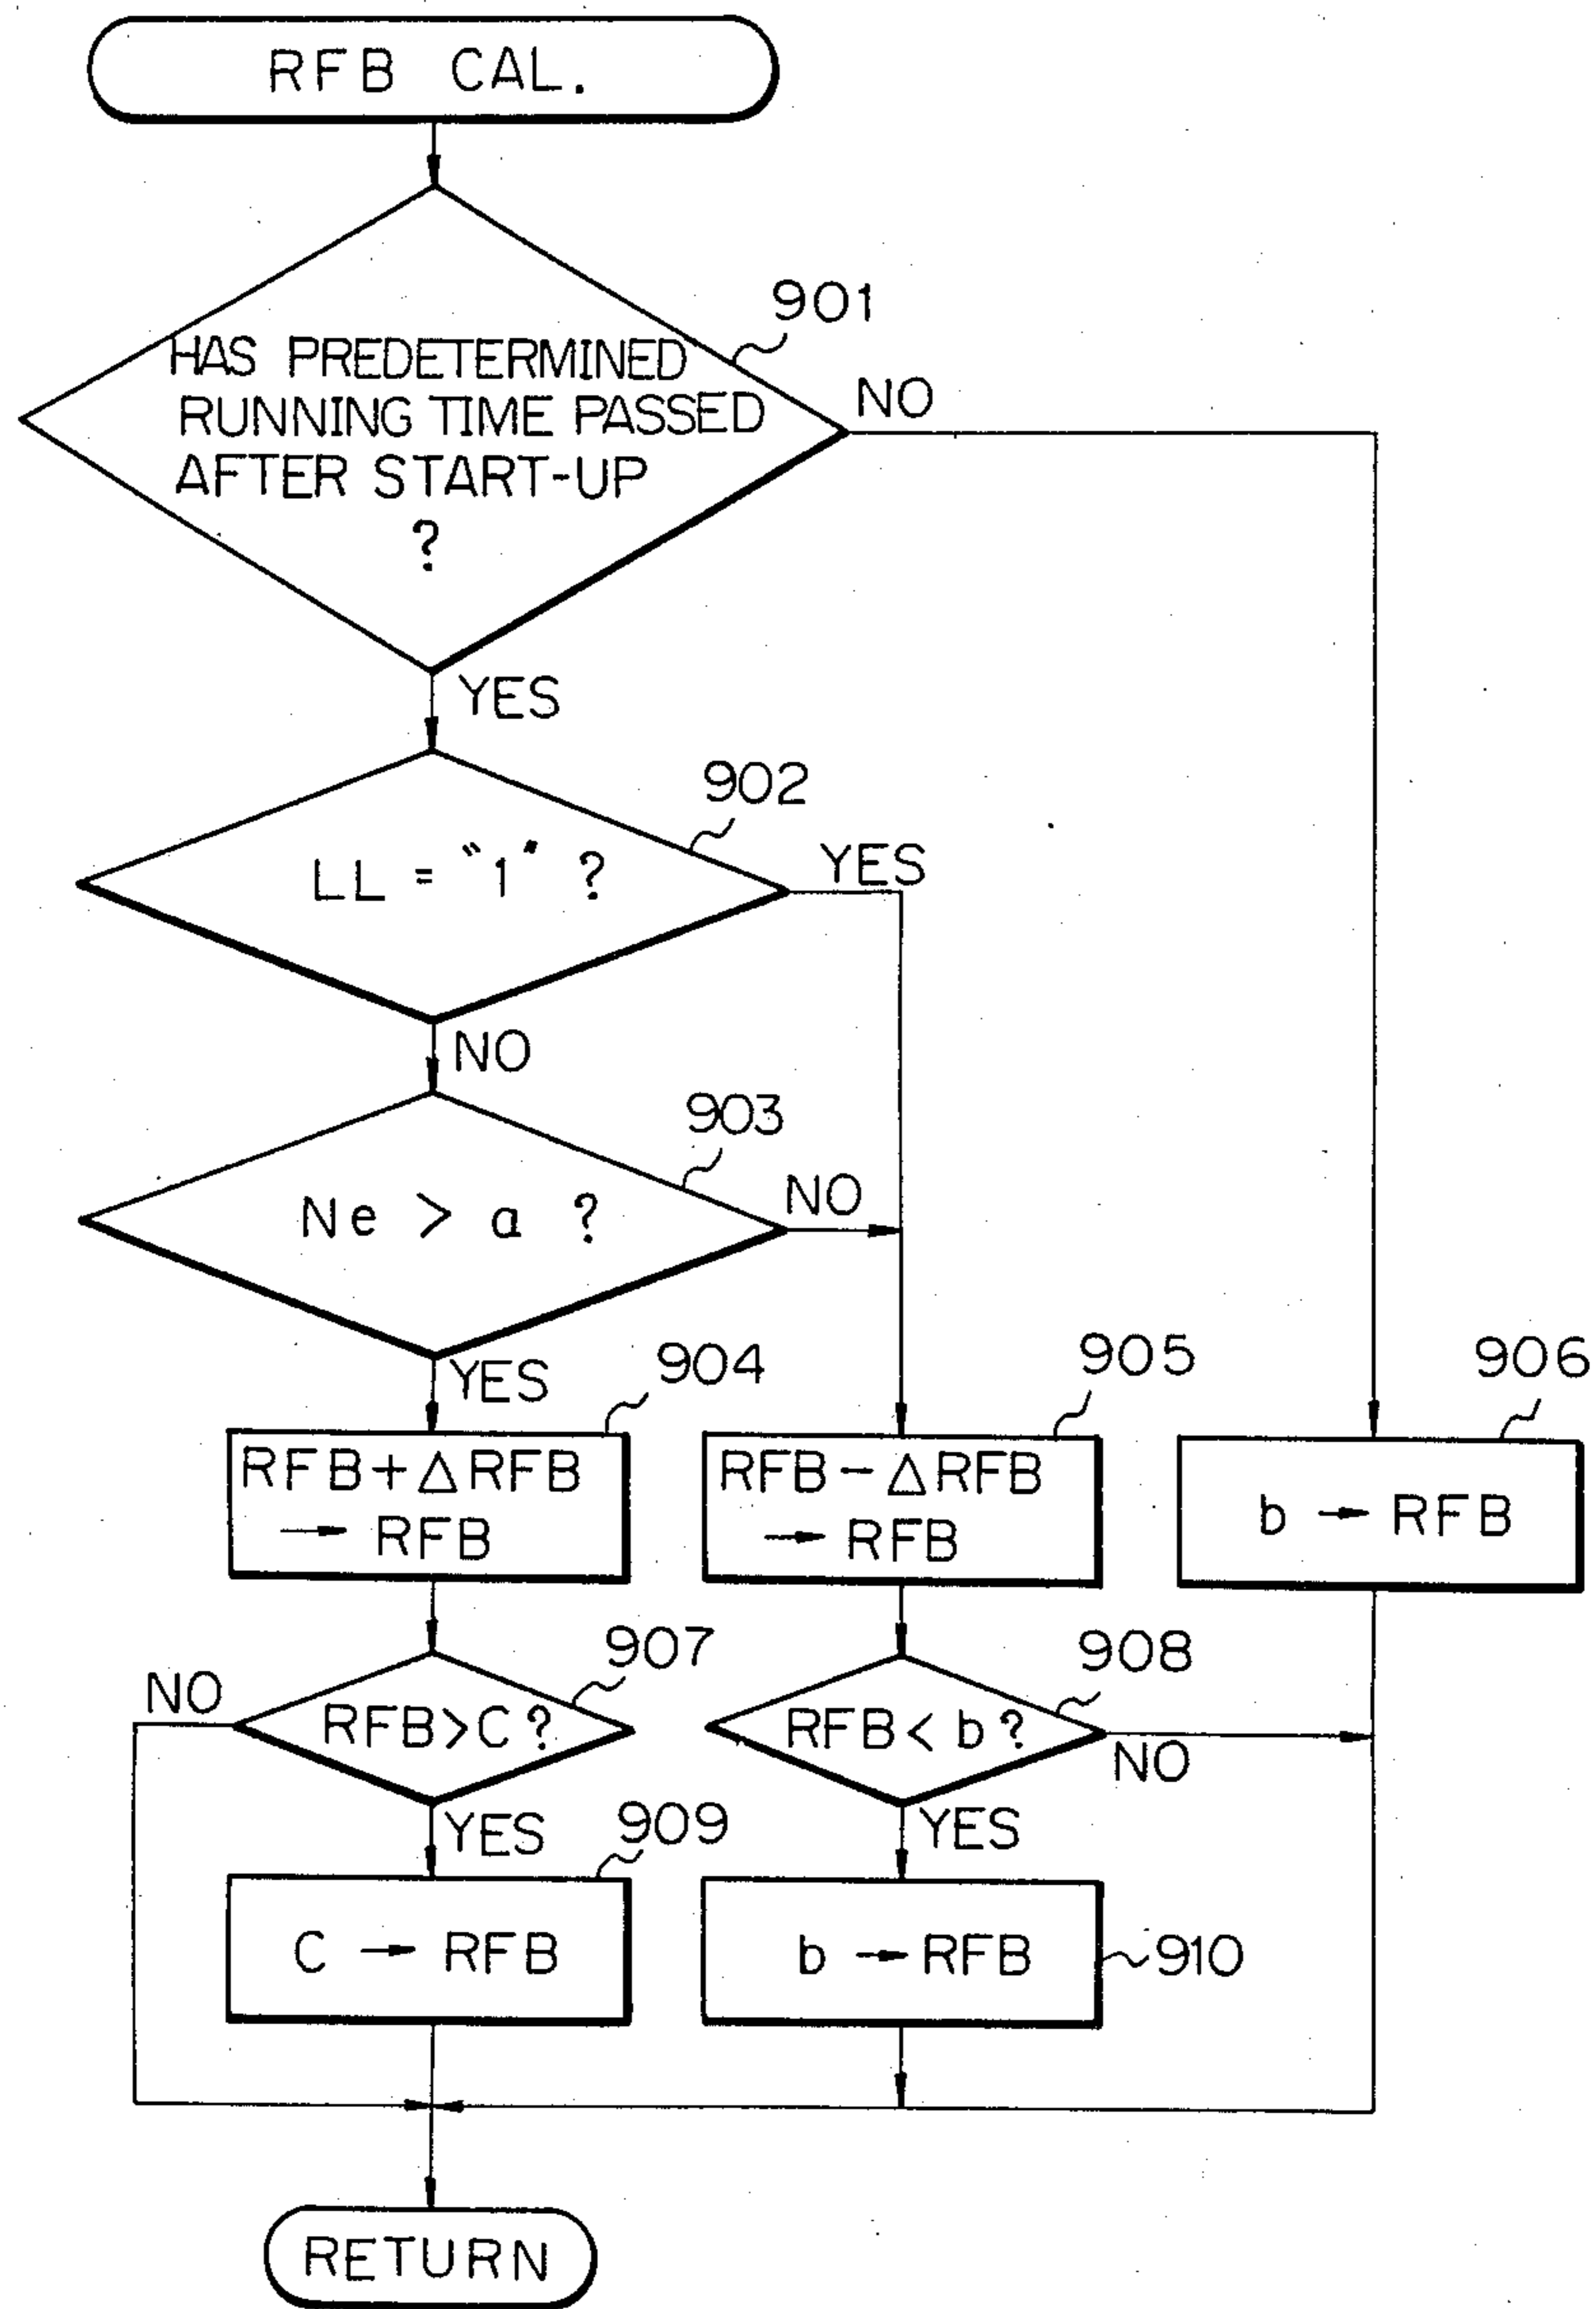 RFB CAL.
901
HAS PREDETERMINED
RUNNING TIME PASSED
AFTER START-UP
?
NO
YES
902
LL = "1" ?
YES
NO
903
Ne > a ?
NO
YES
904
905
906
RFB+△RFB
→ RFB
RFB-△RFB
→ RFB
b → RFB
907
908
NO
RFB>C?
RFB< b?
NO
YES
909
YES
C → RFB
b → RFB
910
RETURN